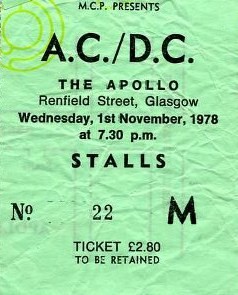 M.C.P. PRESENTS
A.C./D.C.
THE APOLLO
Renfield Street, Glasgow
Wednesday, 1st November, 1978
at 7.30 p.m.
STALLS
No 22 M
TICKET £2.80
TO BE RETAINED